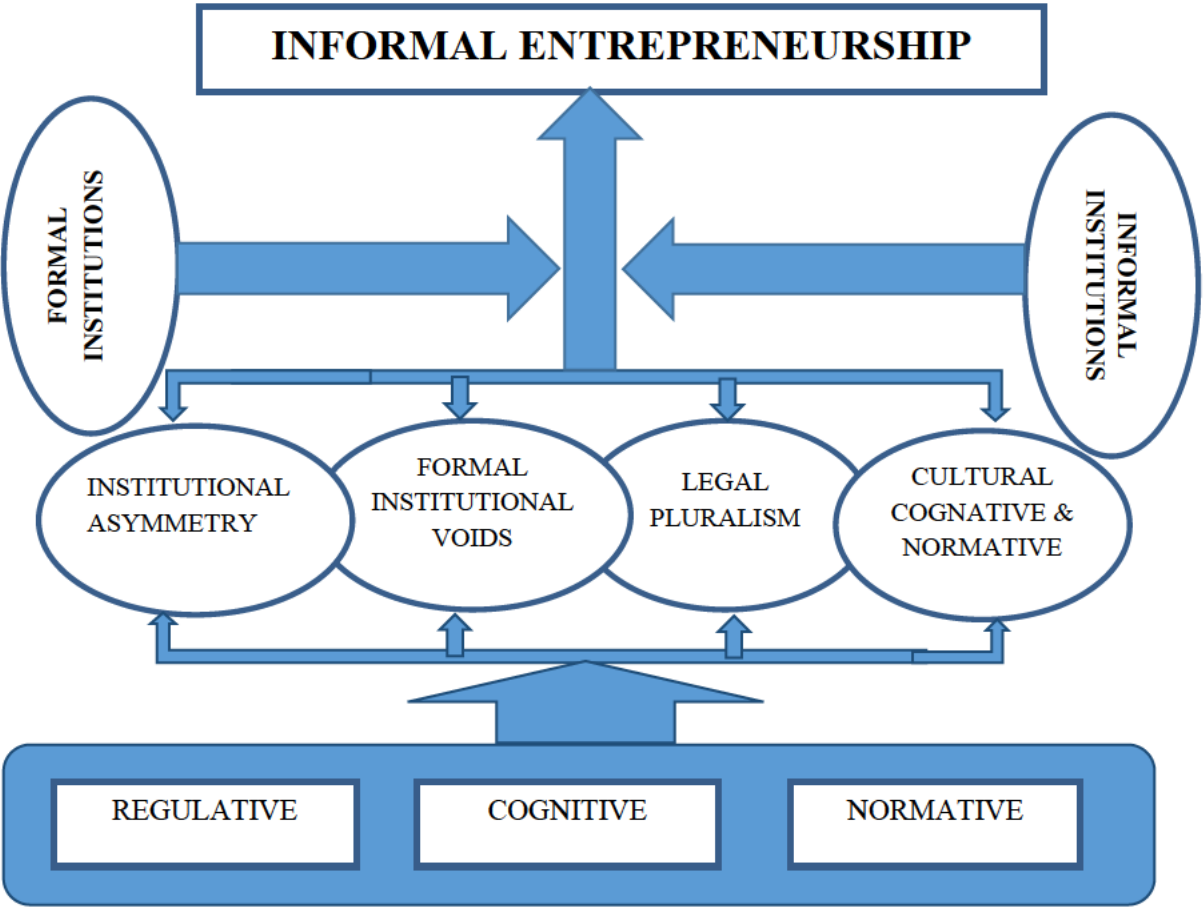 INFORMAL ENTREPRENEURSHIP
FORMAL
INSTITUTIONS
INFORMAL
INSTITUTIONS
INSTITUTIONAL
ASYMMETRY
FORMAL
INSTITUTIONAL
VOIDS
LEGAL
PLURALISM
CULTURAL
COGNATIVE &
NORMATIVE
REGULATIVE
COGNITIVE
NORMATIVE